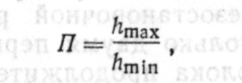 П = h_max / h_min ,